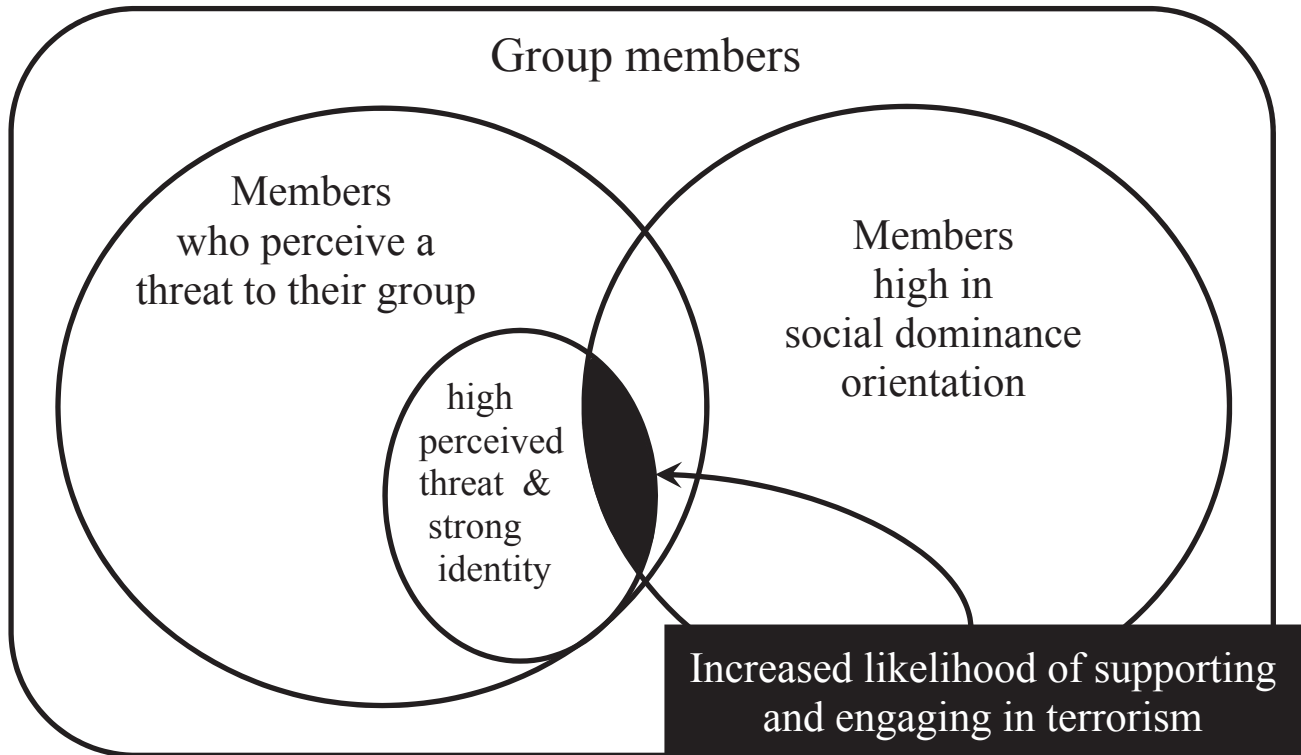 Group members
Members
who perceive a
threat to their group
Members
high in
social dominance
orientation
high
perceived
threat &
strong
identity
Increased likelihood of supporting
and engaging in terrorism